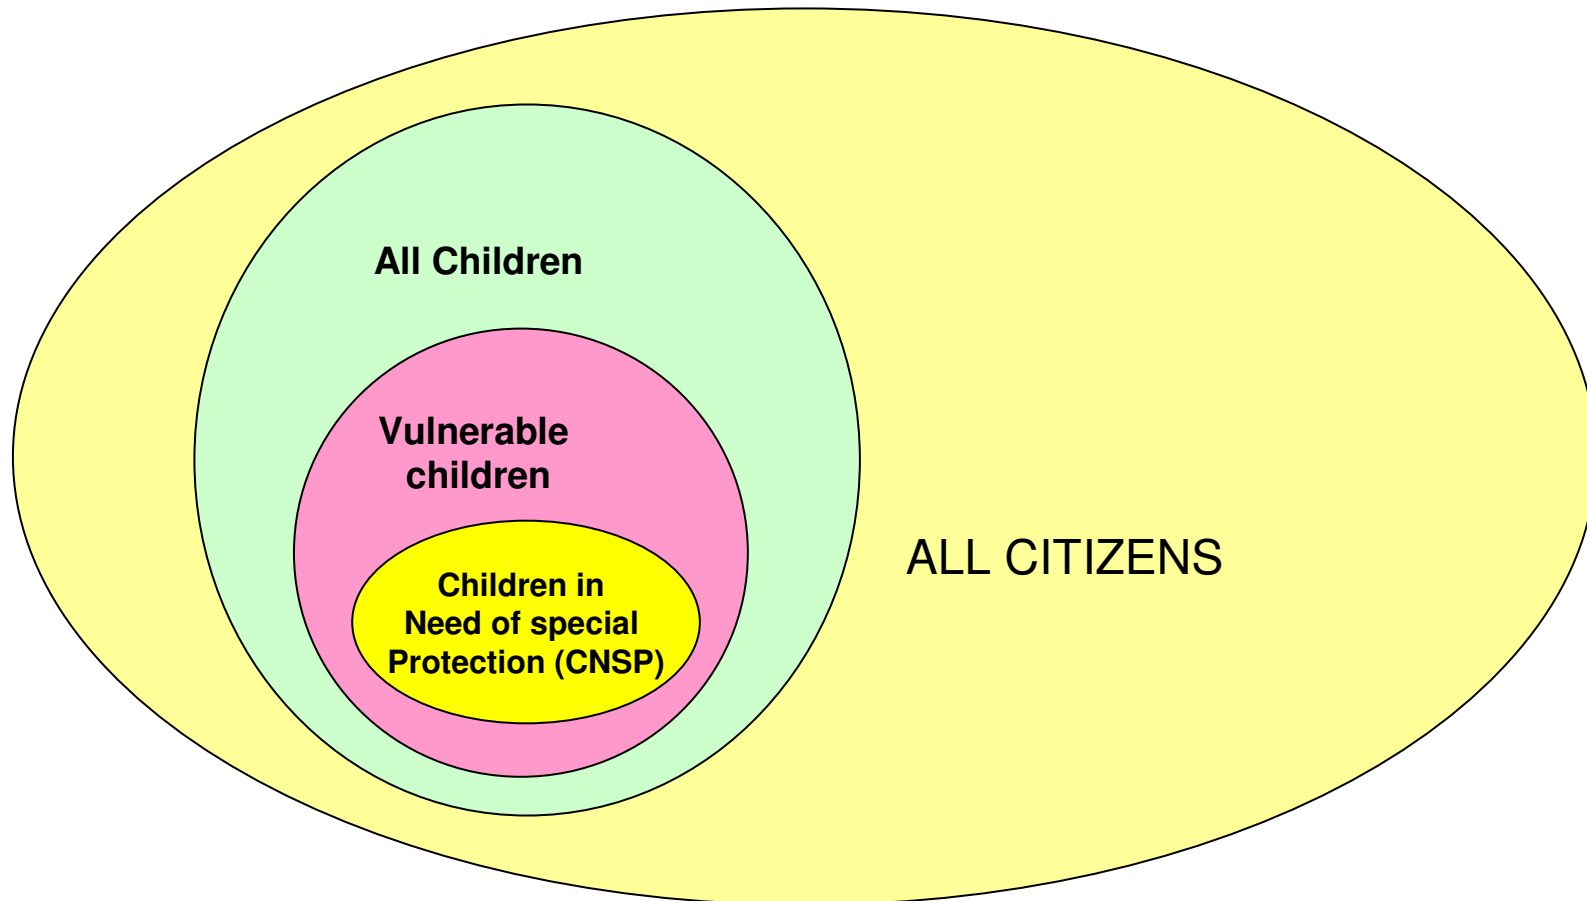 All Children
Vulnerable
children
Children in
Need of special
Protection (CNSP)
ALL CITIZENS